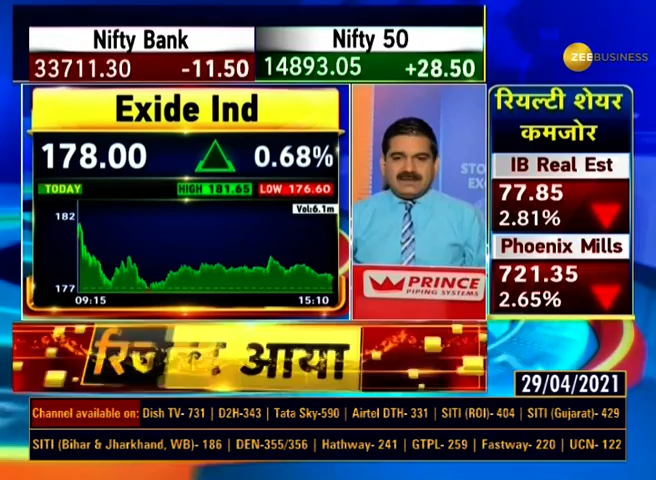 Nifty Bank
33711.30 -11.50
Nifty 50
14893.05 +28.50
ZEEBUSINESS
Exide Ind
178.00 0.68%
TODAY HIGH 181.65 LOW 176.60
Vol:6.1m
182
177
09:15 15:10
STO
EX
PRINCE
PIPING SYSTEMS
रियल्टी शेयर
कमजोर
IB Real Est
77.85
2.81%
Phoenix Mills
721.35
2.65%
आया
29/04/2021
Channel available on: Dish TV- 731 | D2H-343 | Tata Sky-590 | Airtel DTH- 331 | SITI (ROI)- 404 | SITI (Gujarat)- 429
SITI (Bihar & Jharkhand, WB)- 186 | DEN-355/356 | Hathway- 241 | GTPL- 259 | Fastway- 220 | UCN- 122